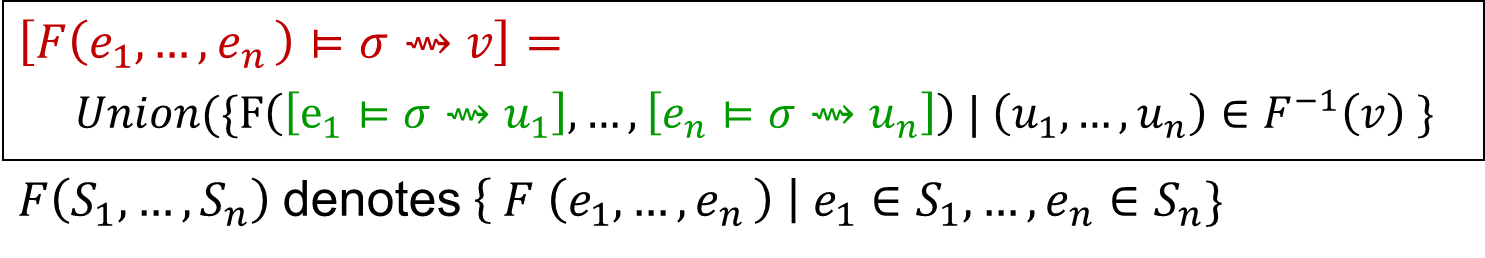 [F(e₁, … , eₙ ) ⊨ σ ⇝ v] =
Union({F([e₁ ⊨ σ ⇝ u₁], … , [eₙ ⊨ σ ⇝ uₙ]) | (u₁, … , uₙ) ∈ F⁻¹(v) }
F(S₁, … , Sₙ) denotes { F (e₁, … , eₙ ) | e₁ ∈ S₁, … , eₙ ∈ Sₙ}